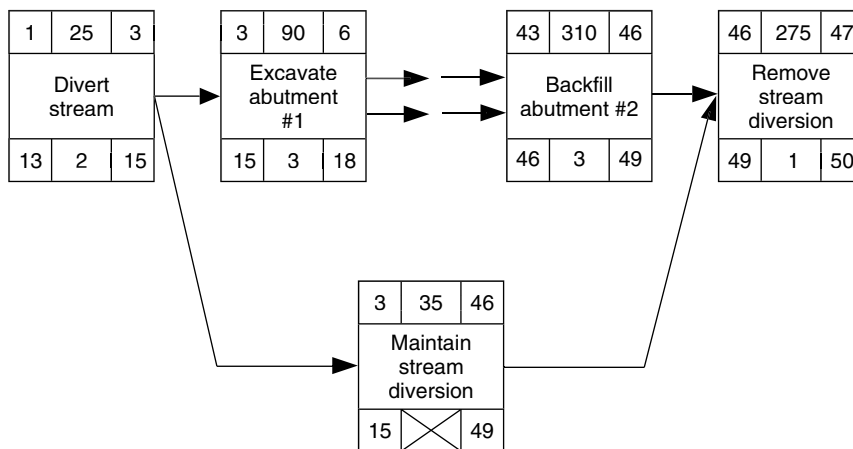 1 25 3
Divert
stream
13 2 15
3 90 6
Excavate
abutment
#1
15 3 18
43 310 46
Backfill
abutment #2
46 3 49
46 275 47
Remove
stream
diversion
49 1 50
3 35 46
Maintain
stream
diversion
15 49